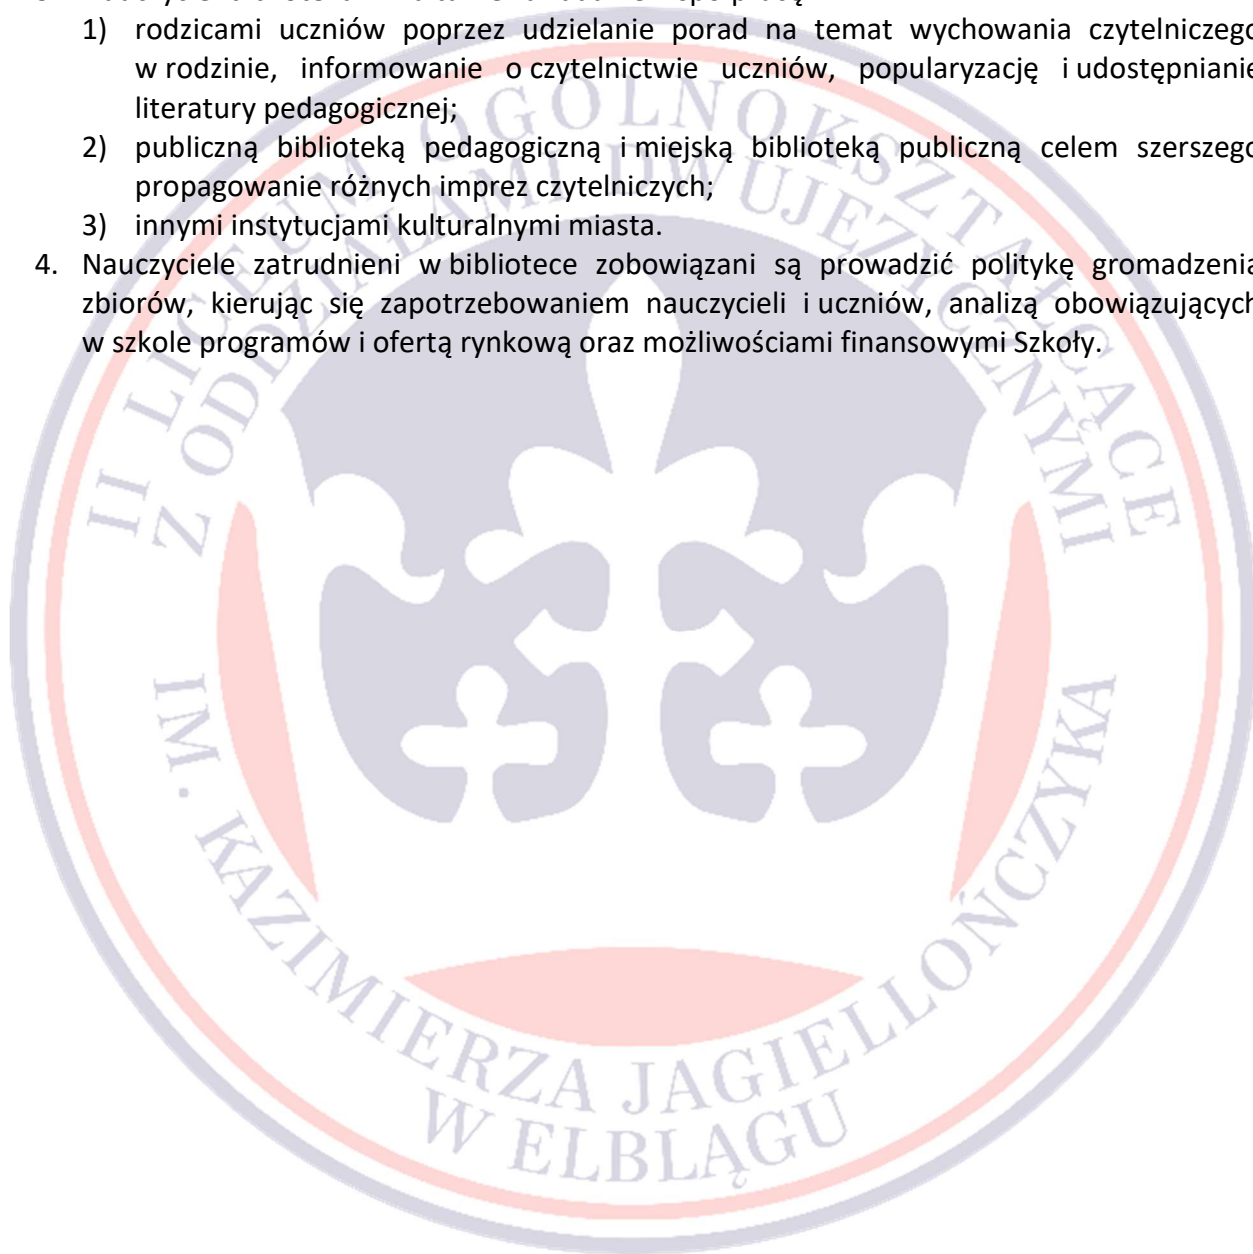 1) rodzicami uczniów poprzez udzielanie porad na temat wychowania czytelniczego
w rodzinie, informowanie o czytelnictwie uczniów, popularyzację i udostępnianie
literatury pedagogicznej;
2) publiczną biblioteką pedagogiczną i miejską biblioteką publiczną celem szerszego
propagowanie różnych imprez czytelniczych;
3) innymi instytucjami kulturalnymi miasta.
4. Nauczyciele zatrudnieni w bibliotece zobowiązani są prowadzić politykę gromadzenia
zbiorów, kierując się zapotrzebowaniem nauczycieli i uczniów, analizą obowiązujących
w szkole programów i ofertą rynkową oraz możliwościami finansowymi Szkoły.
II LICEUM OGÓLNOKSZTAŁCĄCE
Z ODDZIAŁAMI DWUJĘZYCZNYMI
IM. KAZIMIERZA JAGIELLOŃCZYKA
W ELBLĄGU